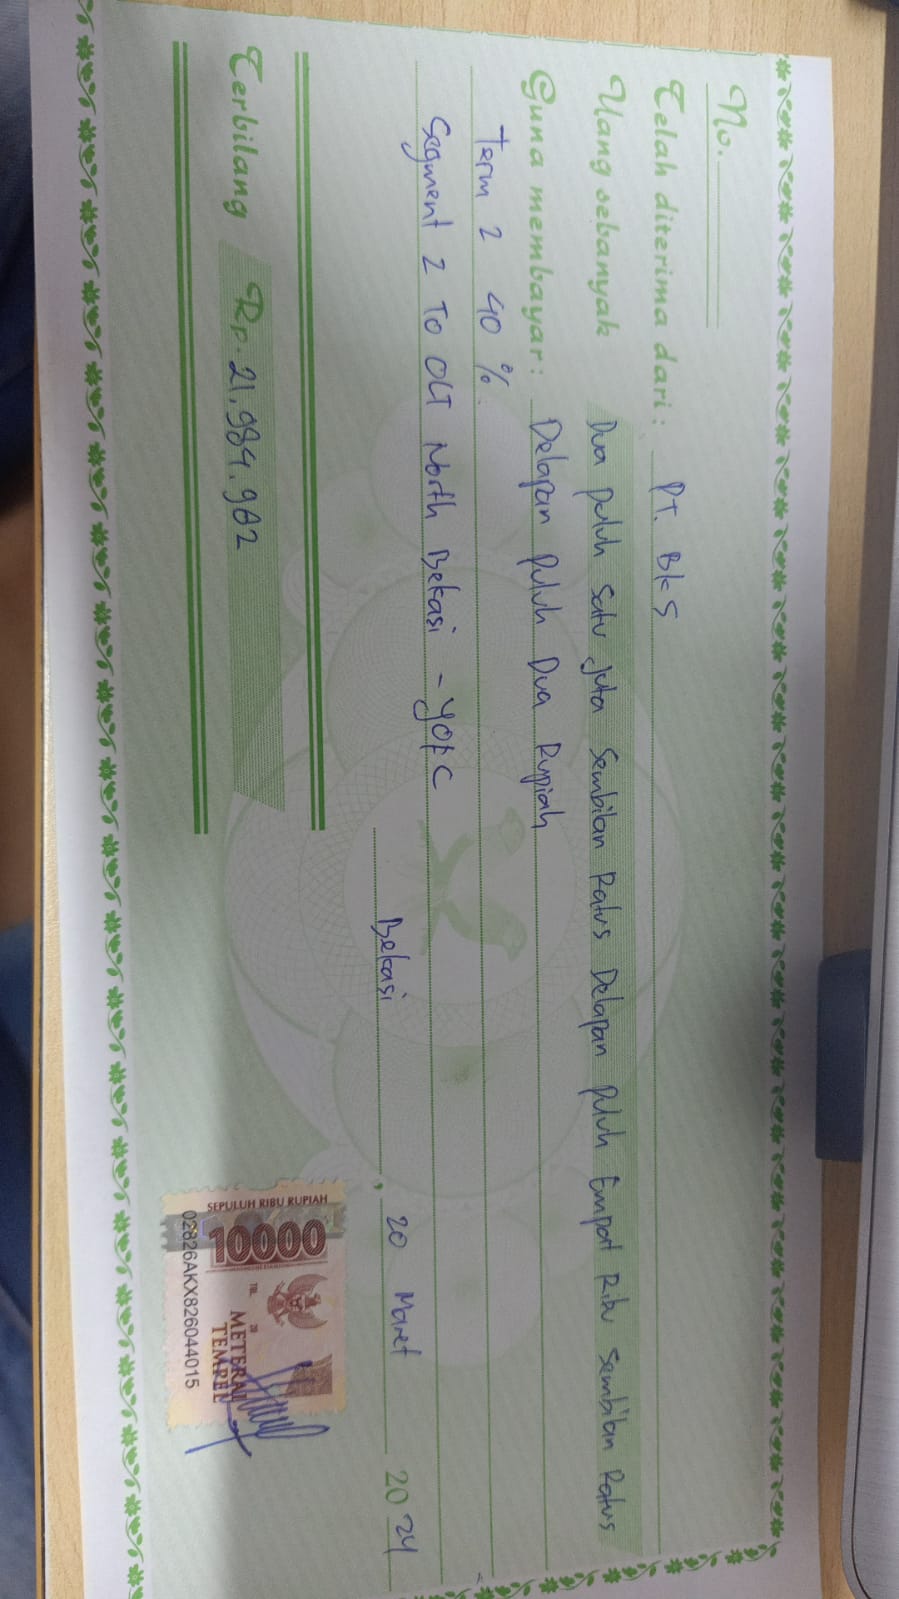 No.
Telah diterima dari : PT. BKS
Uang sebanyak Dua puluh satu juta Sembilan Ratus Delapan puluh Empat Ribu Sembilan Ratus
Guna membayar : Delapan puluh Dua Rupiah
Term 2 40 %
Segment 2 To OLT North Bekasi - YOFC
Bekasi , 20 Maret 2024
Terbilang Rp. 21.984.982
SEPULUH RIBU RUPIAH
10000
TGL. 20
METERAI
TEMPEL
02826AKX826044015